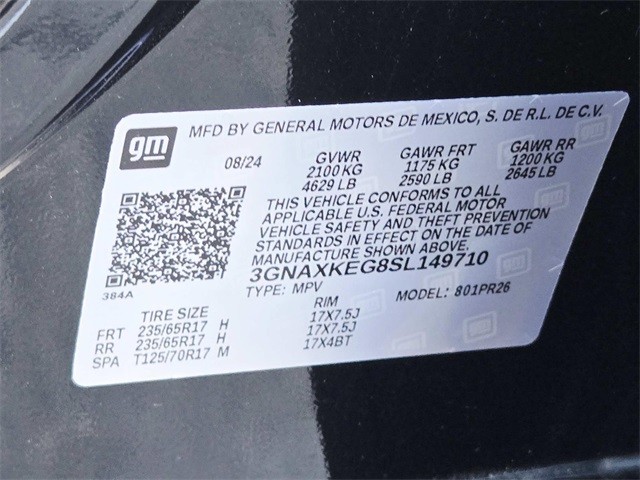 gm
MFD BY GENERAL MOTORS DE MEXICO, S. DE R.L. DE C.V.
08/24 GVWR GAWR FRT GAWR RR
2100 KG 1175 KG 1200 KG
4629 LB 2590 LB 2645 LB
THIS VEHICLE CONFORMS TO ALL
APPLICABLE U.S. FEDERAL MOTOR
VEHICLE SAFETY AND THEFT PREVENTION
STANDARDS IN EFFECT ON THE DATE OF
MANUFACTURE SHOWN ABOVE.
3GNAXKEG8SL149710
384A
TYPE: MPV MODEL: 801PR26
TIRE SIZE RIM
FRT 235/65R17 H 17X7.5J
RR 235/65R17 H 17X7.5J
SPA T125/70R17 M 17X4BT